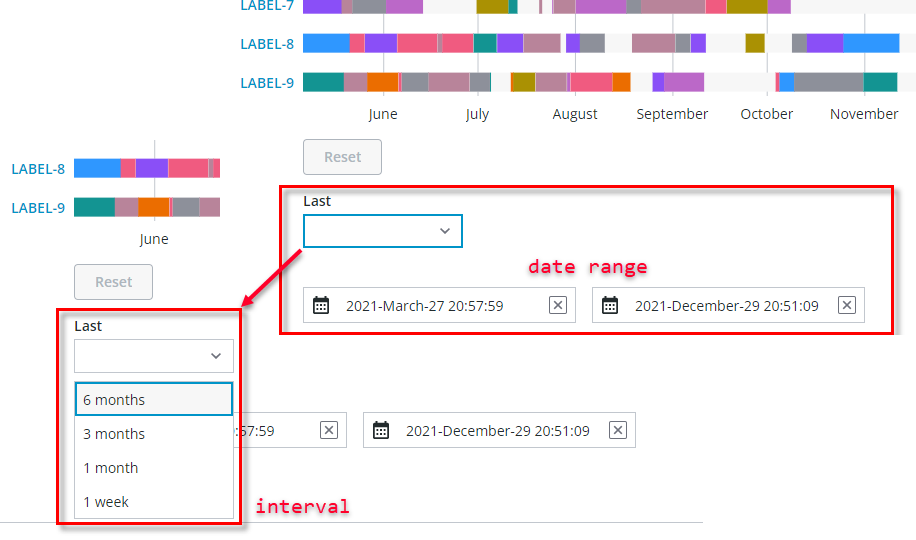 LABEL-7
LABEL-8
LABEL-9
June July August September October November
Reset
Last
date range
2021-March-27 20:57:59 2021-December-29 20:51:09
LABEL-8
LABEL-9
June
Reset
Last
6 months
3 months
1 month
1 week
:57:59 2021-December-29 20:51:09
interval